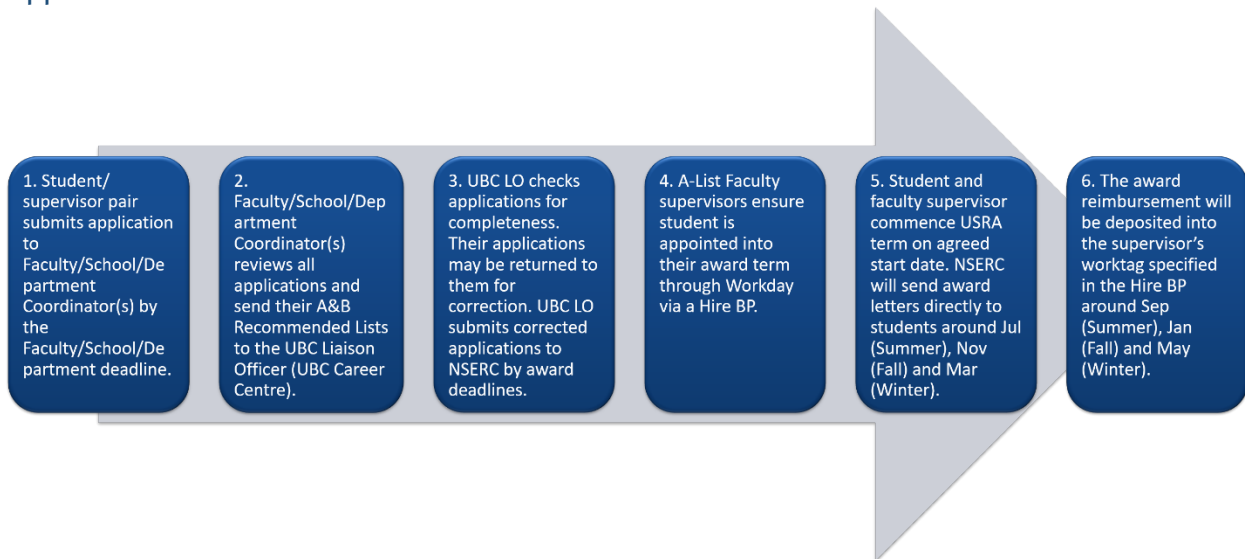 1. Student/
supervisor pair
submits application
to
Faculty/School/De
partment
Coordinator(s) by
the
Faculty/School/De
partment deadline.
2.
Faculty/School/Dep
artment
Coordinator(s)
reviews all
applications and
send their A&B
Recommended Lists
to the UBC Liaison
Officer (UBC Career
Centre).
3. UBC LO checks
applications for
completeness.
Their applications
may be returned to
them for
correction. UBC LO
submits corrected
applications to
NSERC by award
deadlines.
4. A-List Faculty
supervisors ensure
student is
appointed into
their award term
through Workday
via a Hire BP.
5. Student and
faculty supervisor
commence USRA
term on agreed
start date. NSERC
will send award
letters directly to
students around Jul
(Summer), Nov
(Fall) and Mar
(Winter).
6. The award
reimbursement will
be deposited into
the supervisor’s
worktag specified
in the Hire BP
around Sep
(Summer), Jan
(Fall) and May
(Winter).